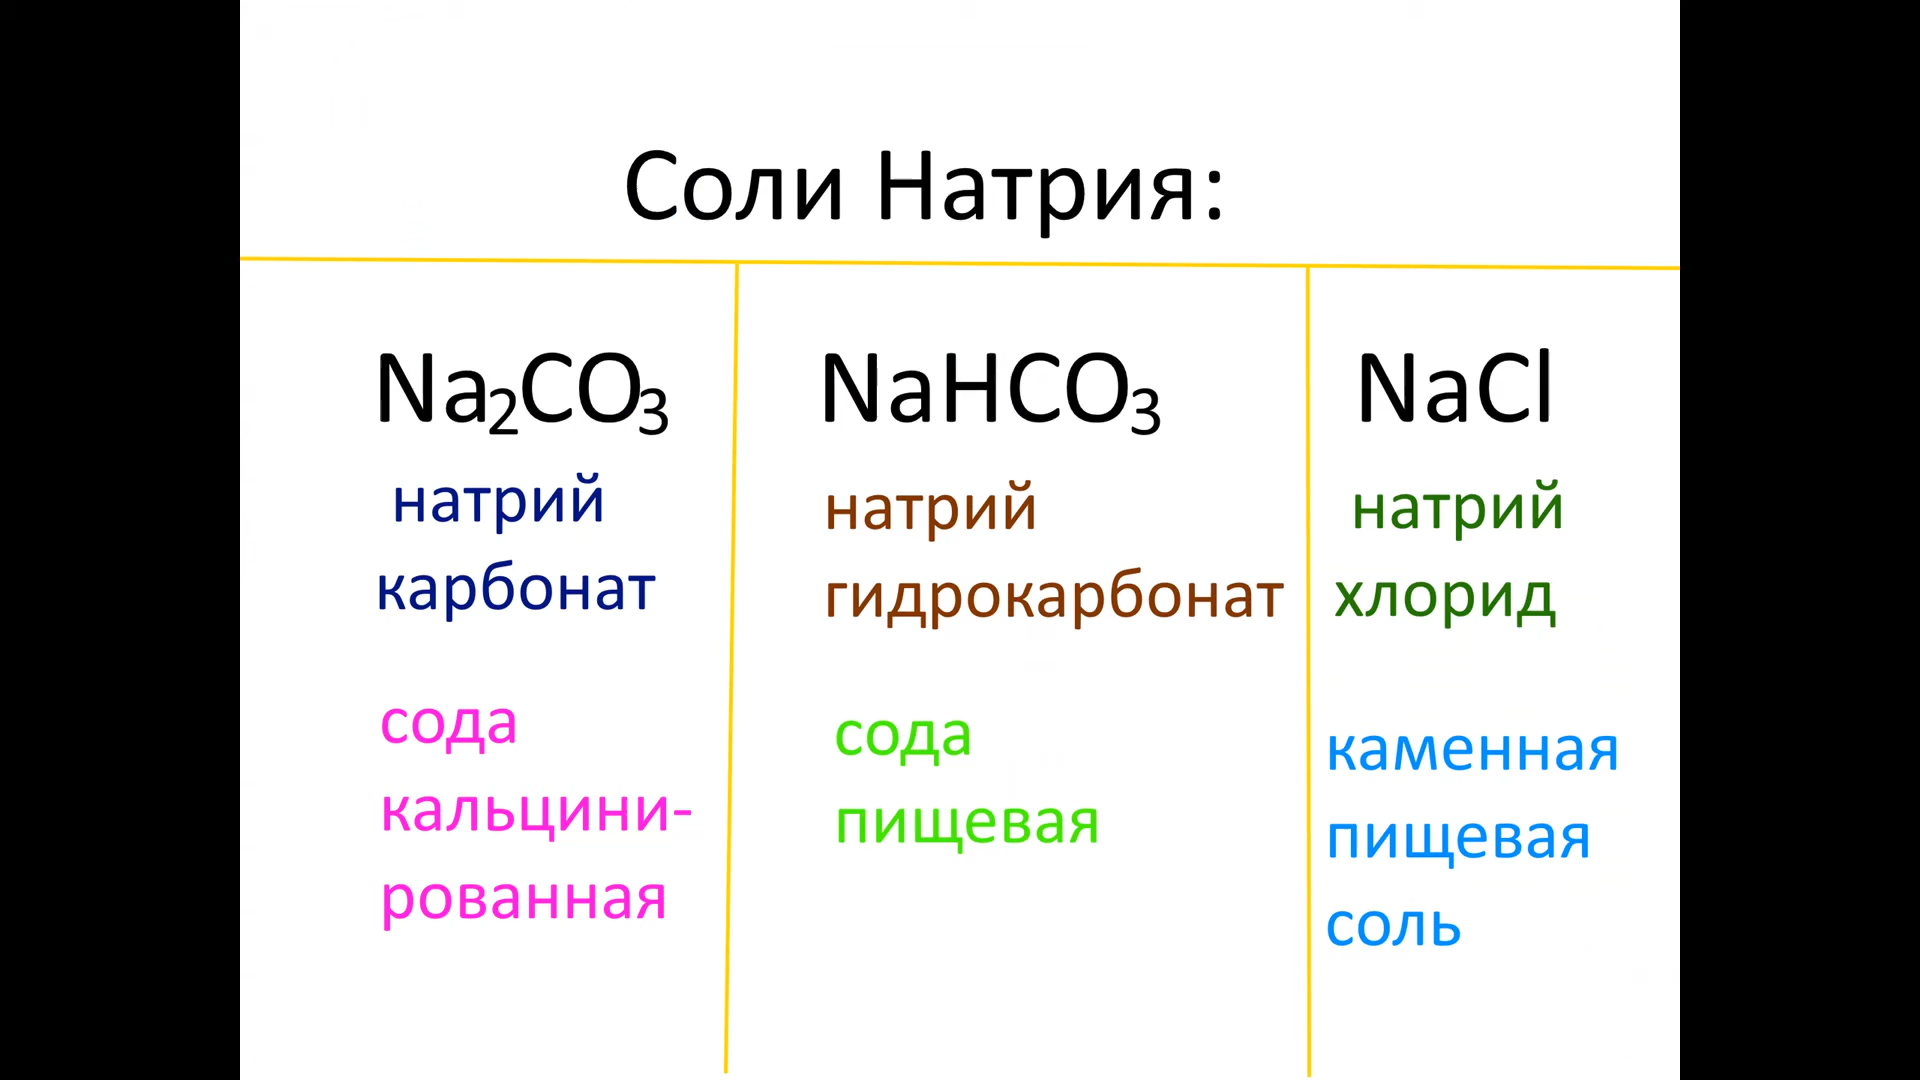 Соли Натрия:
Na₂CO₃
натрий
карбонат
сода
кальцини-
рованная
NaHCO₃
натрий
гидрокарбонат
сода
пищевая
NaCl
натрий
хлорид
каменная
пищевая
соль